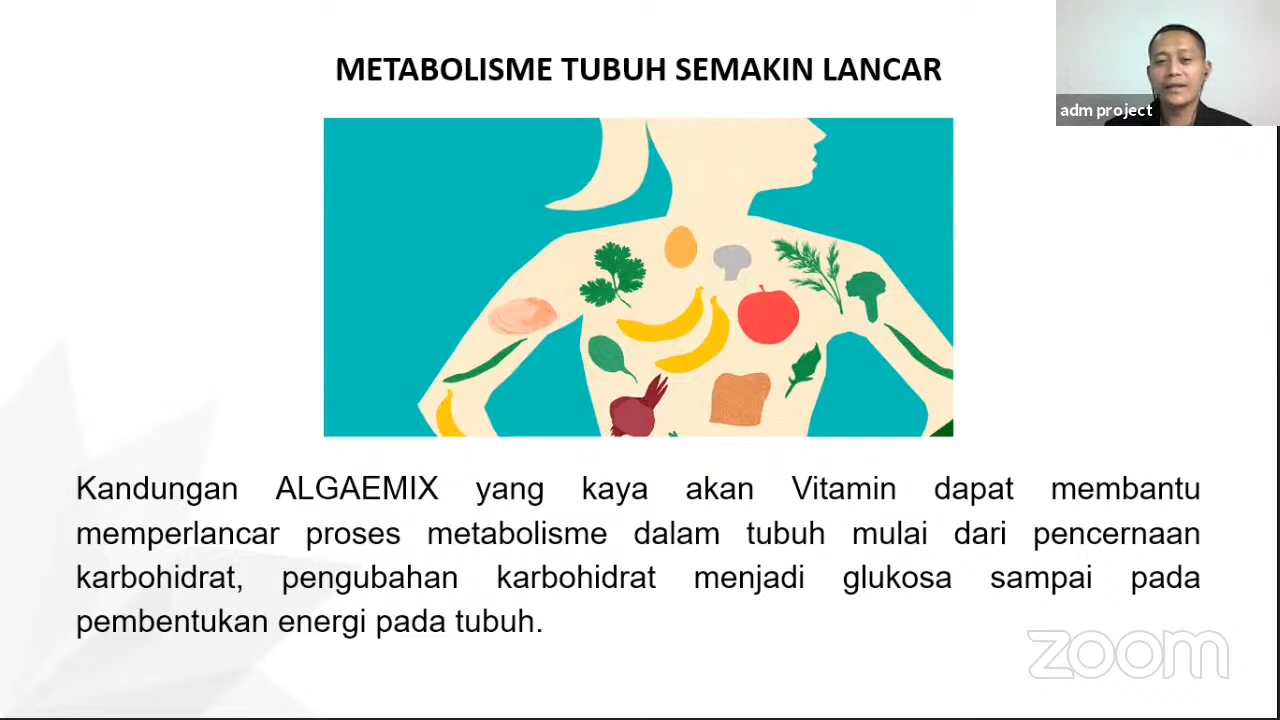 METABOLISME TUBUH SEMAKIN LANCAR
adm project
Kandungan ALGAEMIX yang kaya akan Vitamin dapat membantu
memperlancar proses metabolisme dalam tubuh mulai dari pencernaan
karbohidrat, pengubahan karbohidrat menjadi glukosa sampai pada
pembentukan energi pada tubuh.
zoom